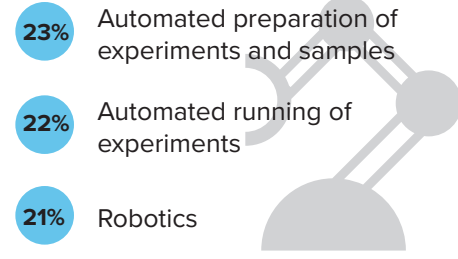 23%
Automated preparation of
experiments and samples
22%
Automated running of
experiments
21%
Robotics